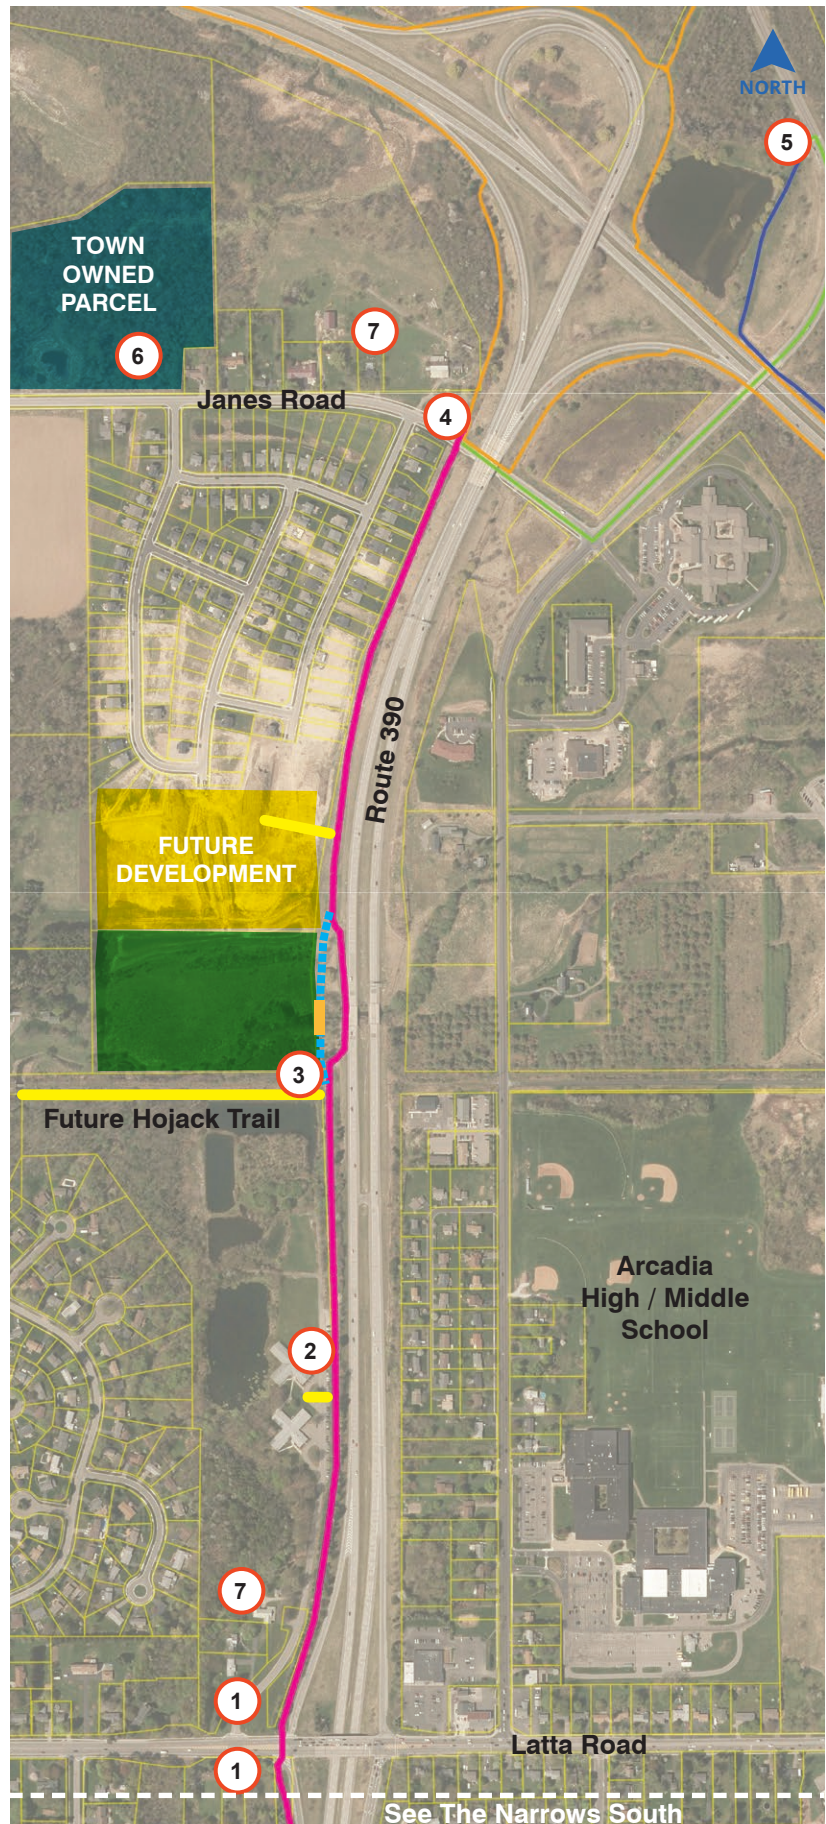 NORTH
5
TOWN
OWNED
PARCEL
6
7
Janes Road
4
Route 390
FUTURE
DEVELOPMENT
3
Future Hojack Trail
Arcadia
High / Middle
School
2
7
1
Latta Road
1
See The Narrows South